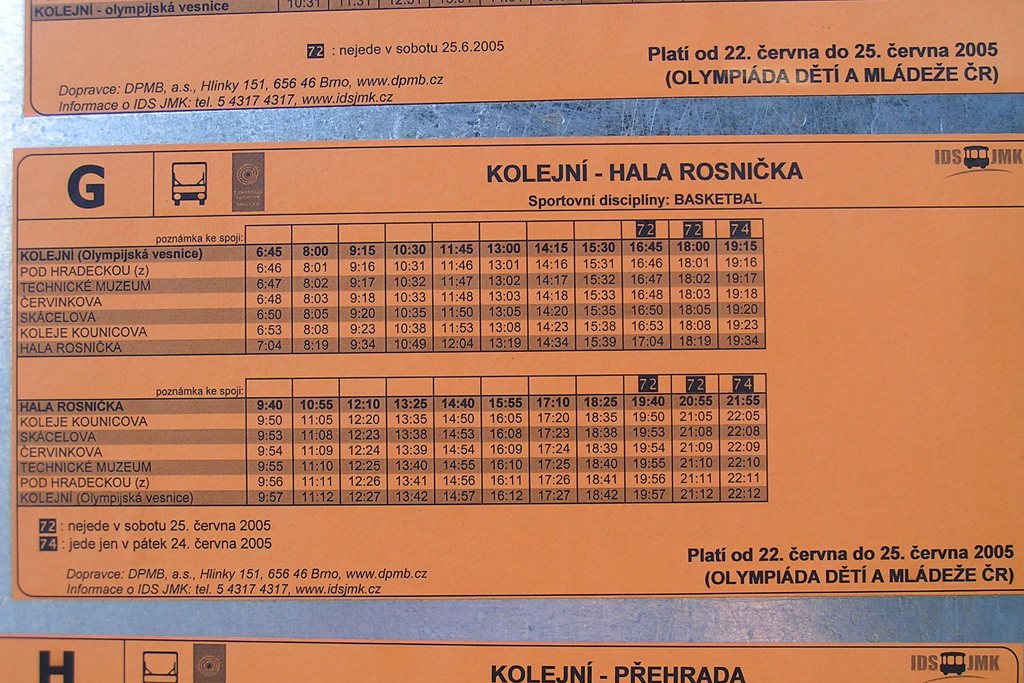 KOLEJNÍ - olympijská vesnice 10:31 11:31 12:31
72 : nejede v sobotu 25.6.2005
Platí od 22. června do 25. června 2005
(OLYMPIÁDA DĚTÍ A MLÁDEŽE ČR)
Dopravce: DPMB, a.s., Hlinky 151, 656 46 Brno, www.dpmb.cz
Informace o IDS JMK: tel. 5 4317 4317, www.idsjmk.cz
G
KOLEJNÍ - HALA ROSNIČKA
IDS JMK
Sportovní disciplíny: BASKETBAL
poznámka ke spoji: 72 72 74
KOLEJNÍ (Olympijská vesnice) 6:45 8:00 9:15 10:30 11:45 13:00 14:15 15:30 16:45 18:00 19:15
POD HRADECKOU (z) 6:46 8:01 9:16 10:31 11:46 13:01 14:16 15:31 16:46 18:01 19:16
TECHNICKÉ MUZEUM 6:47 8:02 9:17 10:32 11:47 13:02 14:17 15:32 16:47 18:02 19:17
ČERVINKOVA 6:48 8:03 9:18 10:33 11:48 13:03 14:18 15:33 16:48 18:03 19:18
SKÁCELOVA 6:50 8:05 9:20 10:35 11:50 13:05 14:20 15:35 16:50 18:05 19:20
KOLEJE KOUNICOVA 6:53 8:08 9:23 10:38 11:53 13:08 14:23 15:38 16:53 18:08 19:23
HALA ROSNIČKA 7:04 8:19 9:34 10:49 12:04 13:19 14:34 15:39 17:04 18:19 19:34
poznámka ke spoji: 72 72 74
HALA ROSNIČKA 9:40 10:55 12:10 13:25 14:40 15:55 17:10 18:25 19:40 20:55 21:55
KOLEJE KOUNICOVA 9:50 11:05 12:20 13:35 14:50 16:05 17:20 18:35 19:50 21:05 22:05
SKÁCELOVA 9:53 11:08 12:23 13:38 14:53 16:08 17:23 18:38 19:53 21:08 22:08
ČERVINKOVA 9:54 11:09 12:24 13:39 14:54 16:09 17:24 18:39 19:54 21:09 22:09
TECHNICKÉ MUZEUM 9:55 11:10 12:25 13:40 14:55 16:10 17:25 18:40 19:55 21:10 22:10
POD HRADECKOU (z) 9:56 11:11 12:26 13:41 14:56 16:11 17:26 18:41 19:56 21:11 22:11
KOLEJNÍ (Olympijská vesnice) 9:57 11:12 12:27 13:42 14:57 16:12 17:27 18:42 19:57 21:12 22:12
72 : nejede v sobotu 25. června 2005
74 : jede jen v pátek 24. června 2005
Platí od 22. června do 25. června 2005
(OLYMPIÁDA DĚTÍ A MLÁDEŽE ČR)
Dopravce: DPMB, a.s., Hlinky 151, 656 46 Brno, www.dpmb.cz
Informace o IDS JMK: tel. 5 4317 4317, www.idsjmk.cz
H
KOLEJNÍ - PŘEHRADA
IDS JMK